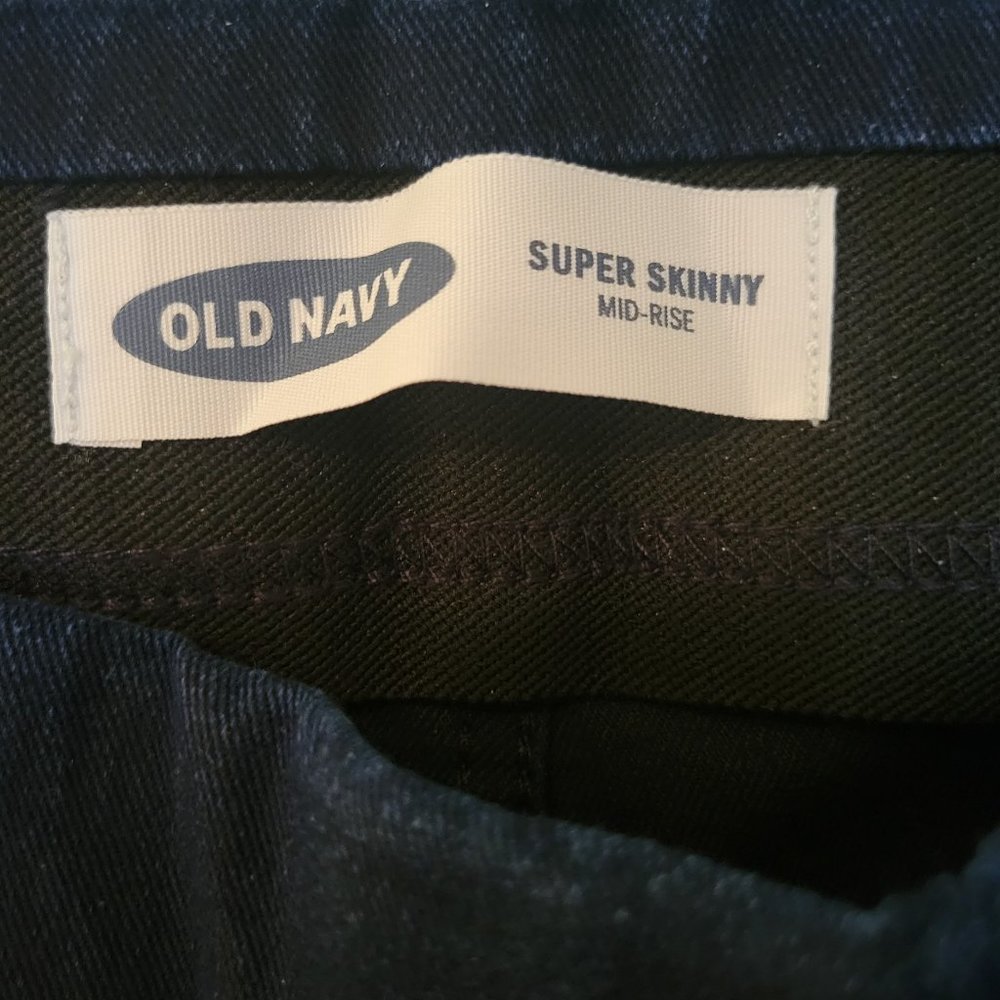 OLD NAVY
SUPER SKINNY
MID-RISE